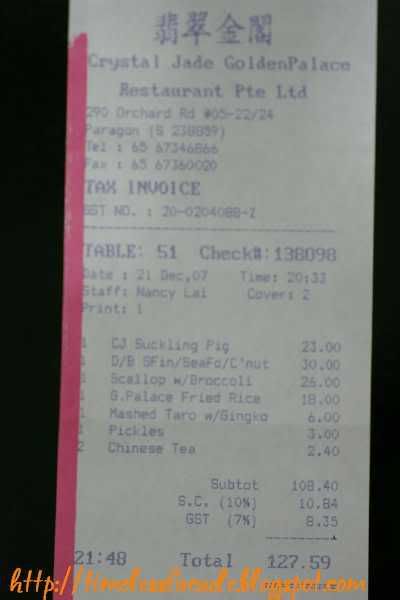 翡翠金閣
Crystal Jade GoldenPalace
Restaurant Pte Ltd
290 Orchard Rd #05-22/24
Paragon (S 238859)
Tel : 65 67346866
Fax : 65 67360020
TAX INVOICE
GST NO. : 20-0204088-Z
TABLE: 51 Check#: 138098
Date : 21 Dec,07 Time: 20:33
Staff: Nancy Lai Cover: 2
Print: 1
1 CJ Suckling Pig 23.00
1 D/B SFin/SeaFd/C'nut 30.00
1 Scallop w/Broccoli 26.00
1 G.Palace Fried Rice 18.00
1 Mashed Taro w/Gingko 6.00
1 Pickles 3.00
2 Chinese Tea 2.40
Subtot 108.40
S.C. (10%) 10.84
GST (7%) 8.35
21:48 Total 127.59